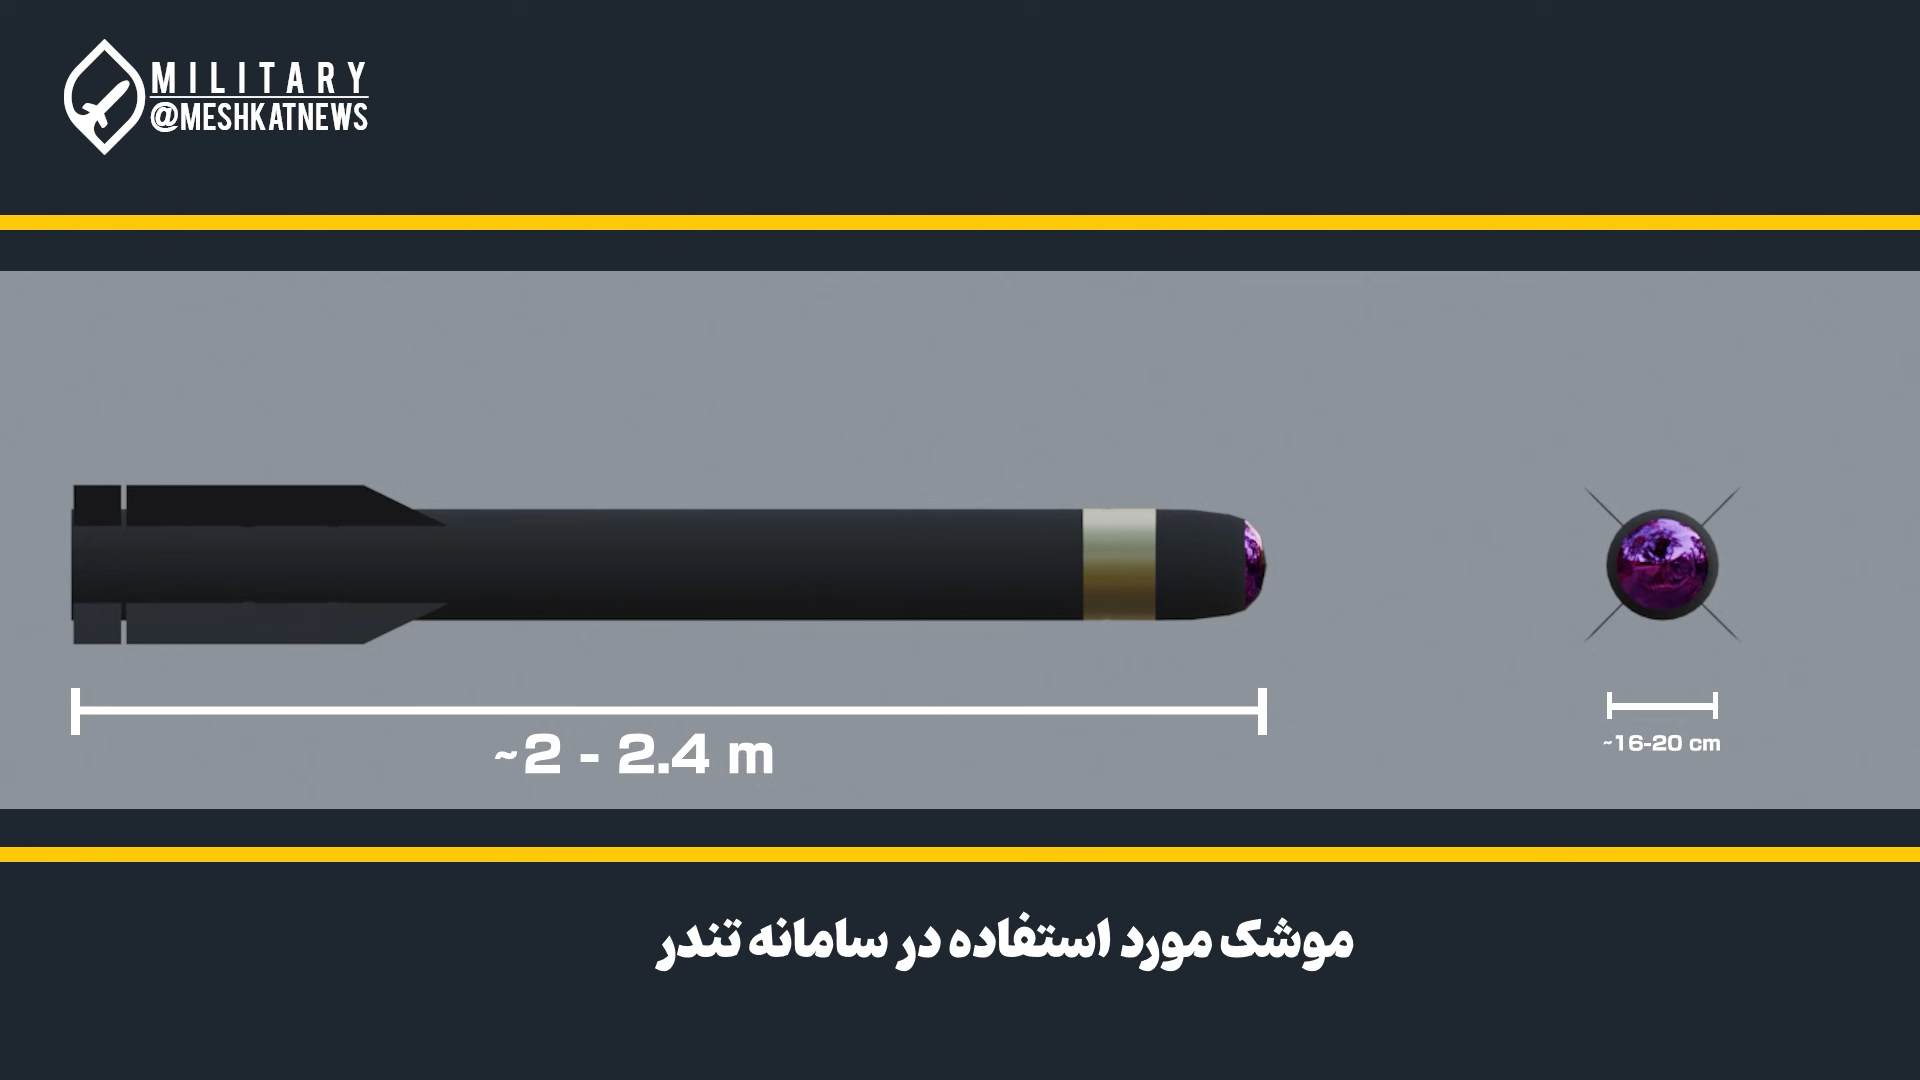 MILITARY
@MESHKATNEWS
~2 - 2.4 m
~16-20 cm
موشک مورد استفاده در سامانه تندر